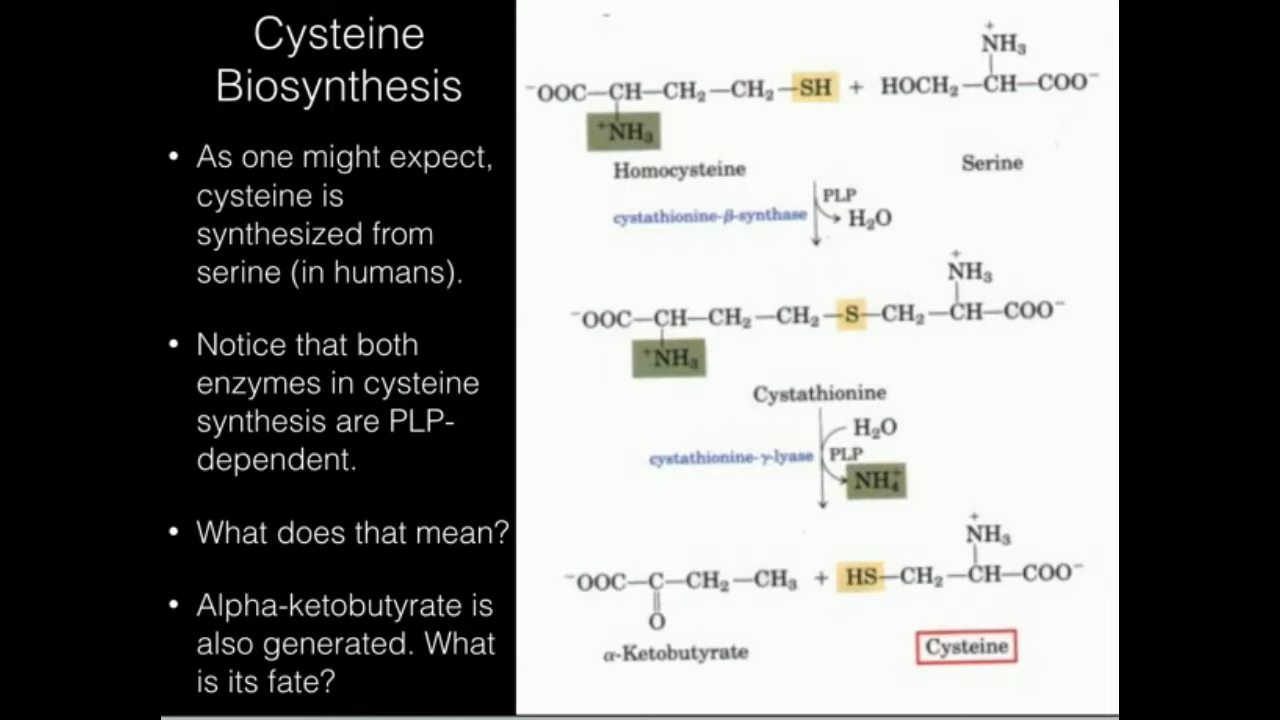 Cysteine
Biosynthesis
• As one might expect,
cysteine is
synthesized from
serine (in humans).
• Notice that both
enzymes in cysteine
synthesis are PLP-
dependent.
• What does that mean?
• Alpha-ketobutyrate is
also generated. What
is its fate?
⁺NH₃
⁻OOC—CH—CH₂—CH₂—SH + HOCH₂—CH—COO⁻
⁺NH₃
Homocysteine Serine
PLP
cystathionine-β-synthase H₂O
⁺NH₃
⁻OOC—CH—CH₂—CH₂—S—CH₂—CH—COO⁻
⁺NH₃
Cystathionine
H₂O
cystathionine-γ-lyase PLP
NH₄⁺
⁺NH₃
⁻OOC—C—CH₂—CH₃ + HS—CH₂—CH—COO⁻
O
α-Ketobutyrate Cysteine